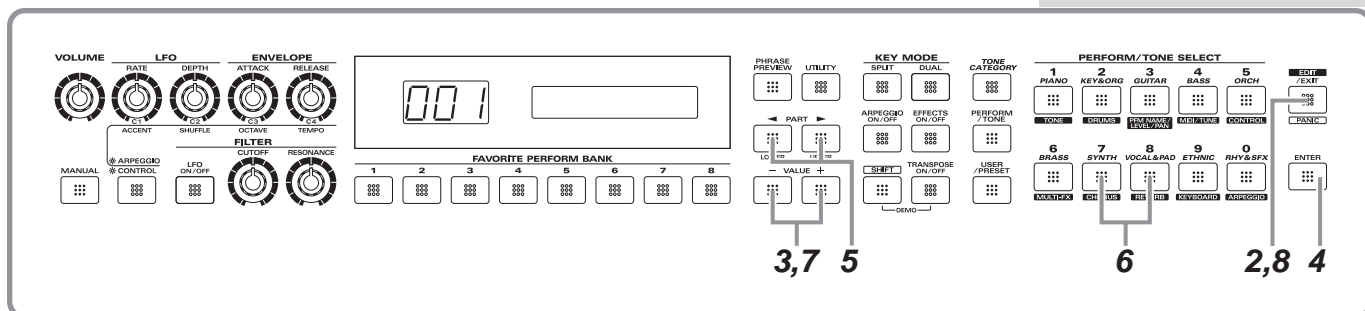 VOLUME
LFO
RATE
DEPTH
ENVELOPE
ATTACK
RELEASE
C1
C2
C3
C4
ACCENT
SHUFFLE
OCTAVE
TEMPO
FILTER
CUTOFF
RESONANCE
MANUAL
ARPEGGIO
CONTROL
LFO
ON/OFF
001
FAVORITE PERFORM BANK
1 2 3 4 5 6 7 8
PHRASE
PREVIEW
UTILITY
◄ PART ►
− VALUE +
KEY MODE
SPLIT
DUAL
ARPEGGIO
ON/OFF
EFFECTS
ON/OFF
SHIFT
TRANSPOSE
ON/OFF
DEMO
TONE
CATEGORY
PERFORM
/TONE
USER
/PRESET
PERFORM/TONE SELECT
1 2 3 4 5
PIANO KEY&ORG GUITAR BASS ORCH
TONE DRUMS PFM NAME/ LEVEL/PAN MIDI/TUNE CONTROL
6 7 8 9 0
BRASS SYNTH VOCAL&PAD ETHNIC RHY&SFX
MULTI-FX KEYBOARD ARPEGGIO
EDIT
/EXIT
PANIC
ENTER
3,7 5 6 2,8 4